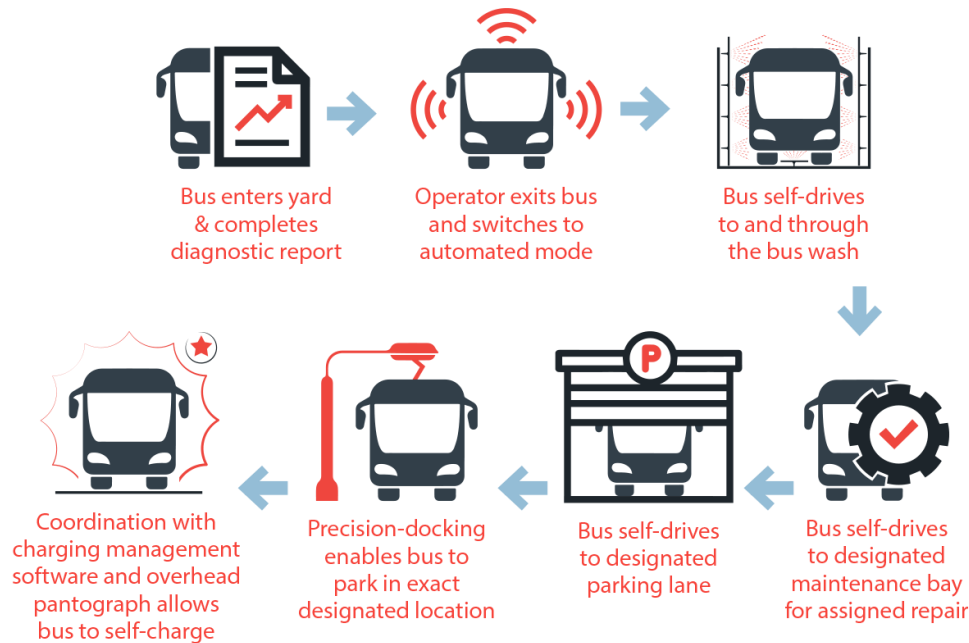 Bus enters yard
& completes
diagnostic report
Operator exits bus
and switches to
automated mode
Bus self-drives
to and through
the bus wash
P
Bus self-drives
to designated
maintenance bay
for assigned repair
Bus self-drives
to designated
parking lane
Precision-docking
enables bus to
park in exact
designated location
Coordination with
charging management
software and overhead
pantograph allows
bus to self-charge